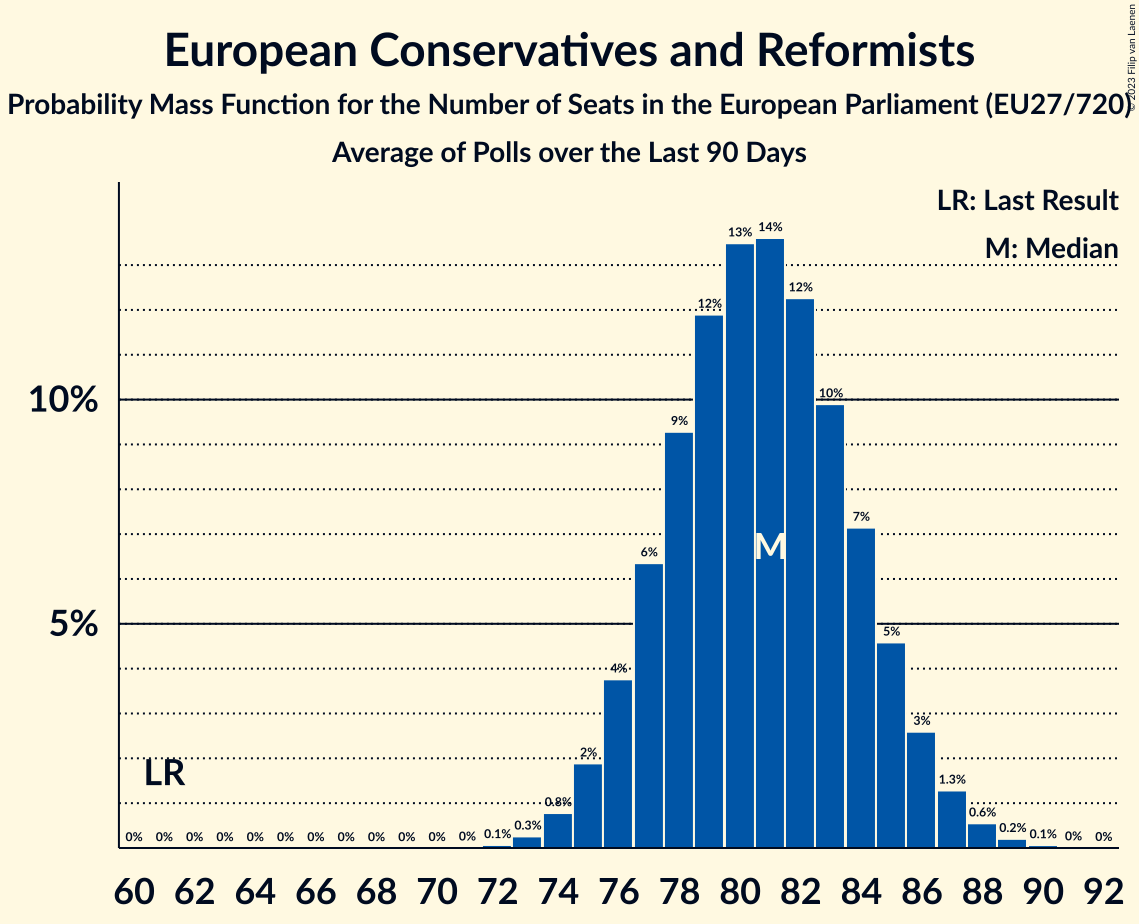 European Conservatives and Reformists
Probability Mass Function for the Number of Seats in the European Parliament (EU27/720)
Average of Polls over the Last 90 Days
© 2023 Filip van Laenen
LR: Last Result
M: Median
10%
5%
LR
M
0% 0% 0% 0% 0% 0% 0% 0% 0% 0% 0% 0% 0.1% 0.3% 0.8% 2% 4% 6% 9% 12% 13% 14% 12% 10% 7% 5% 3% 1.3% 0.6% 0.2% 0.1% 0% 0%
60 62 64 66 68 70 72 74 76 78 80 82 84 86 88 90 92